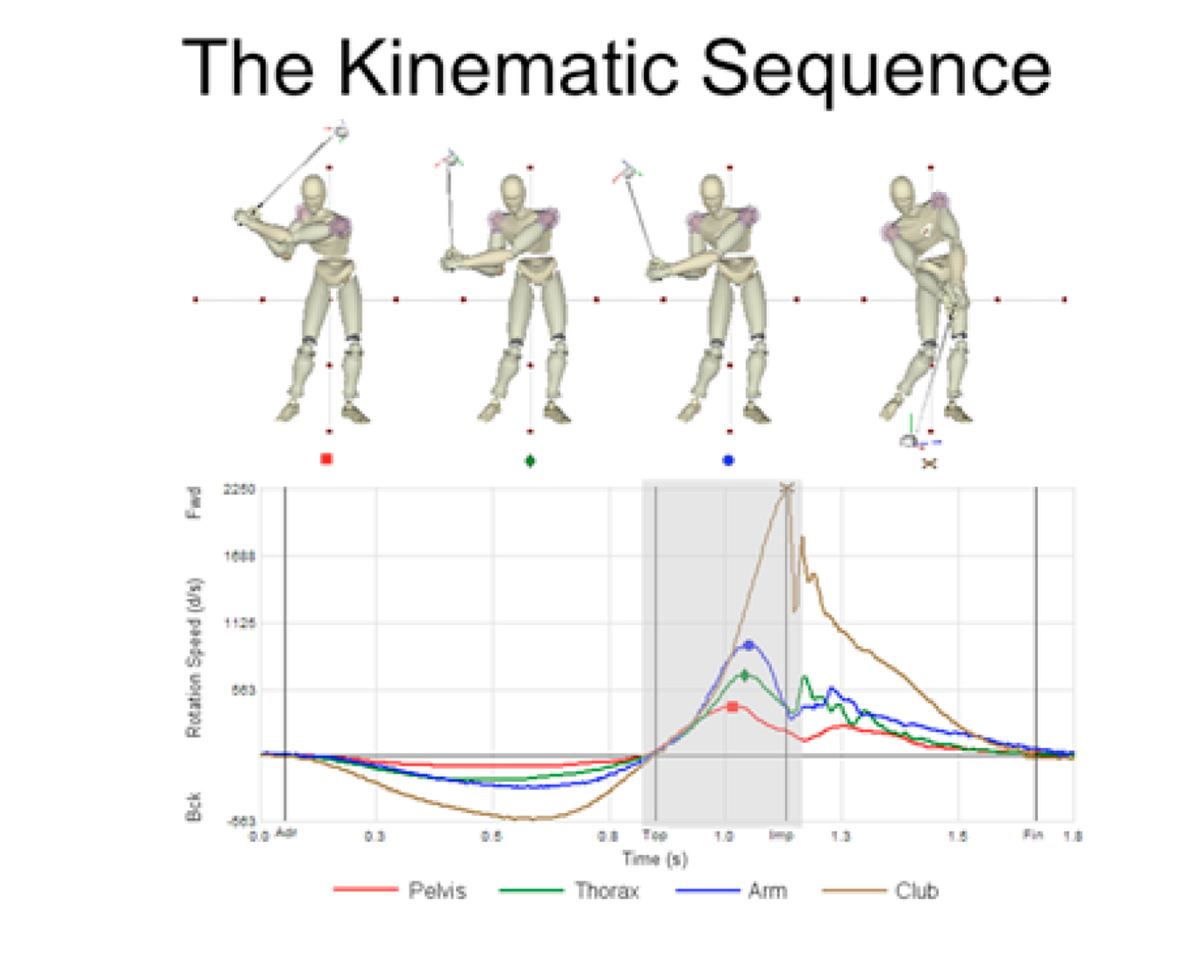 The Kinematic Sequence
Fwd
Rotation Speed (d/s)
Bck
2250
1688
1125
563
-563
0.0 Adr 0.3 0.5 0.8 Top 1.0 Imp 1.3 1.5 Fin 1.8
Time (s)
Pelvis Thorax Arm Club